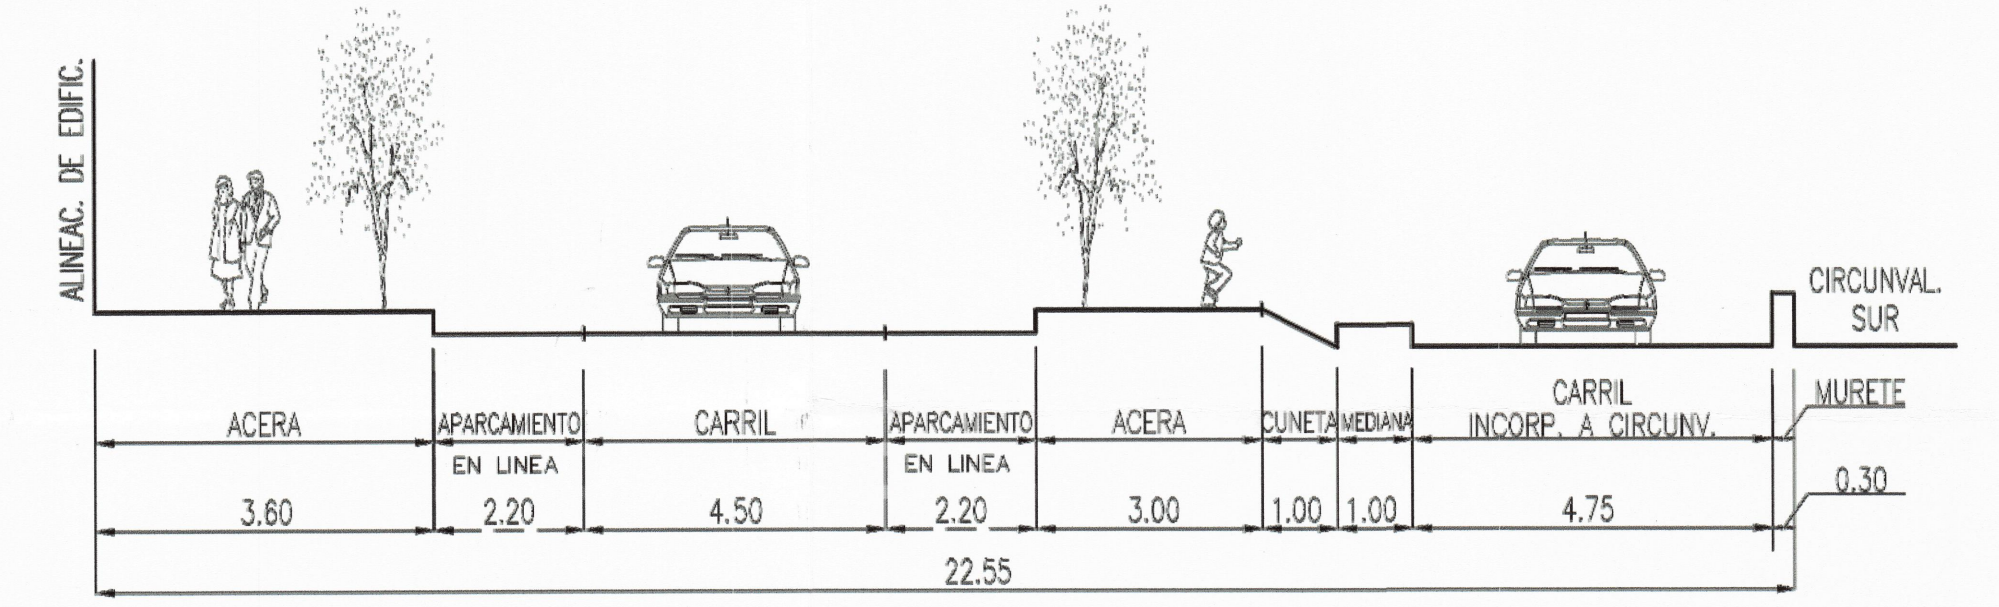 ALINEAC. DE EDIFIC.
CIRCUNVAL.
SUR
ACERA
APARCAMIENTO
EN LINEA
CARRIL
APARCAMIENTO
EN LINEA
ACERA
CUNETA
MEDIANA
CARRIL
INCORP. A CIRCUNV.
MURETE
3.60
2.20
4.50
2.20
3.00
1.00
1.00
4.75
0.30
22.55